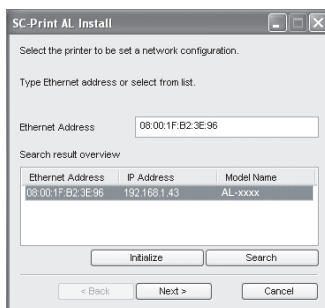 SC-Print AL Install
Select the printer to be set a network configuration.
Type Ethernet address or select from list.
Ethernet Address 08:00:1F:B2:3E:96
Search result overview
Ethernet Address IP Address Model Name
08:00:1F:B2:3E:96 192.168.1.43 AL-xxxx
Initialize Search
< Back Next > Cancel